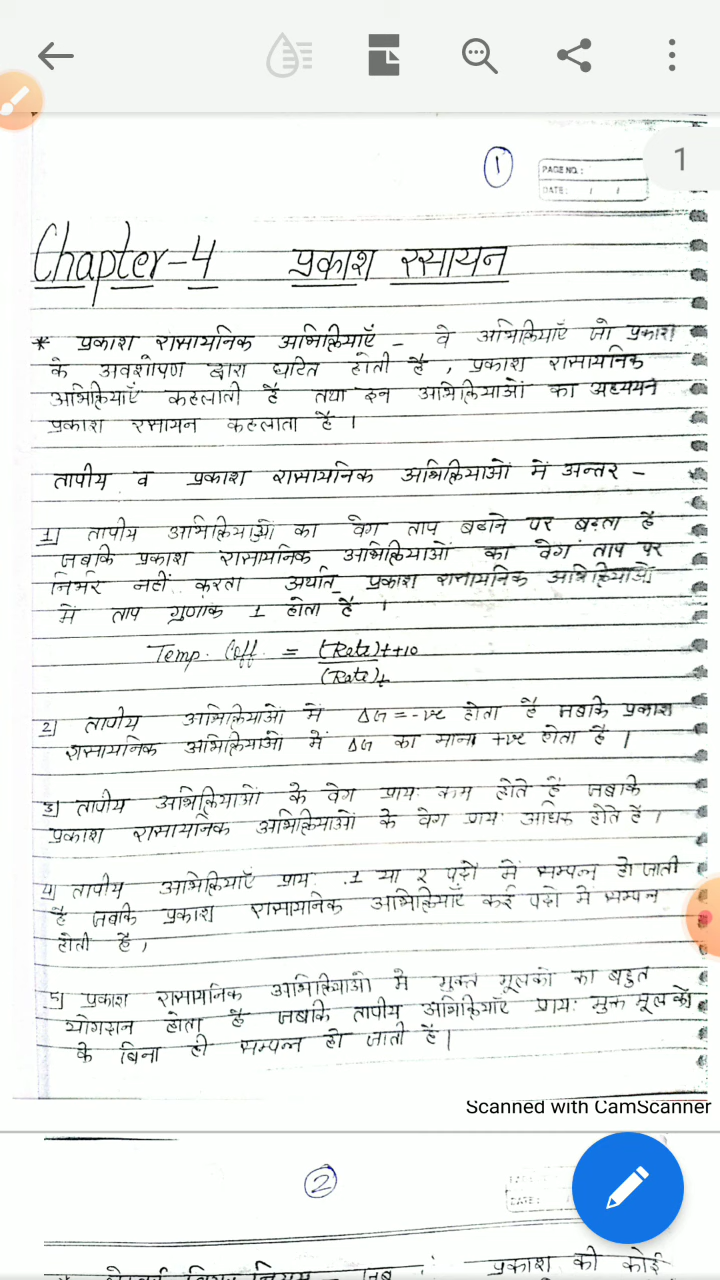 1
①
PAGE NO.:
DATE: / /
Chapter-4 प्रकाश रसायन
* प्रकाश रासायनिक अभिक्रियाएँ - वे अभिक्रियाएँ जो प्रकाश
के अवशोषण द्वारा घटित होती है, प्रकाश रासायनिक
अभिक्रियाएँ कहलाती है तथा इन अभिक्रियाओं का अध्ययन
प्रकाश रसायन कहलाता है।
तापीय व प्रकाश रासायनिक अभिक्रियाओं में अन्तर -
1) तापीय अभिक्रियाओं का वेग ताप बढाने पर बढ़ता है
जबकि प्रकाश रासायनिक अभिक्रियाओं का वेग ताप पर
निर्भर नहीं करता अर्थात् प्रकाश रासायनिक अभिक्रियाओं
में ताप गुणांक 1 होता है।
Temp. Coff. = (Rate)t+10
(Rate)t
2) तापीय अभिक्रियाओं में ΔG = -ve होता है जबकि प्रकाश
रासायनिक अभिक्रियाओं में ΔG का मान +ve होता है।
3) तापीय अभिक्रियाओं के वेग प्रायः कम होते है जबकि
प्रकाश रासायनिक अभिक्रियाओं के वेग प्रायः अधिक होते है।
4) तापीय अभिक्रियाएँ प्रायः 1 या 2 पदों में सम्पन्न हो जाती
है जबकि प्रकाश रासायनिक अभिक्रियाएँ कई पदो में सम्पन्न
होती है,
5) प्रकाश रासायनिक अभिक्रियाओ मे मुक्त मूलको का बहुत
योगदान होता है जबकि तापीय अभिक्रियाएँ प्रायः मुक्त मूलकों
के बिना ही सम्पन्न हो जाती है।
Scanned with CamScanner
②
DATE:
नियम - जब प्रकाश की कोई